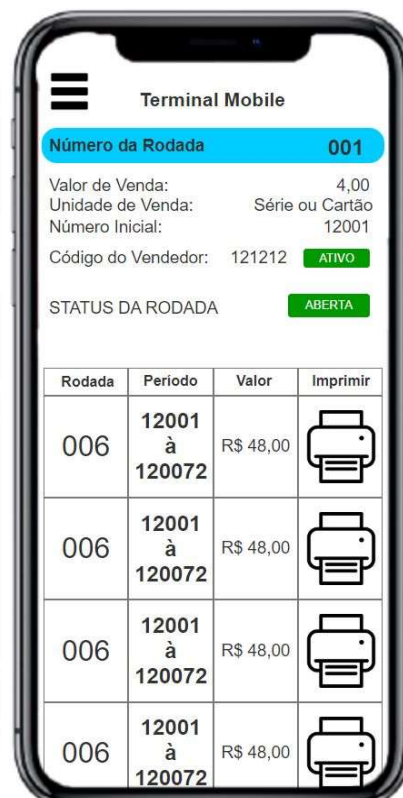 Terminal Mobile
Número da Rodada 001
Valor de Venda: 4,00
Unidade de Venda: Série ou Cartão
Número Inicial: 12001
Código do Vendedor: 121212 ATIVO
STATUS DA RODADA ABERTA
Rodada Período Valor Imprimir
12001
006 à R$ 48,00
120072
12001
006 à R$ 48,00
120072
12001
006 à R$ 48,00
120072
12001
006 à R$ 48,00
120072